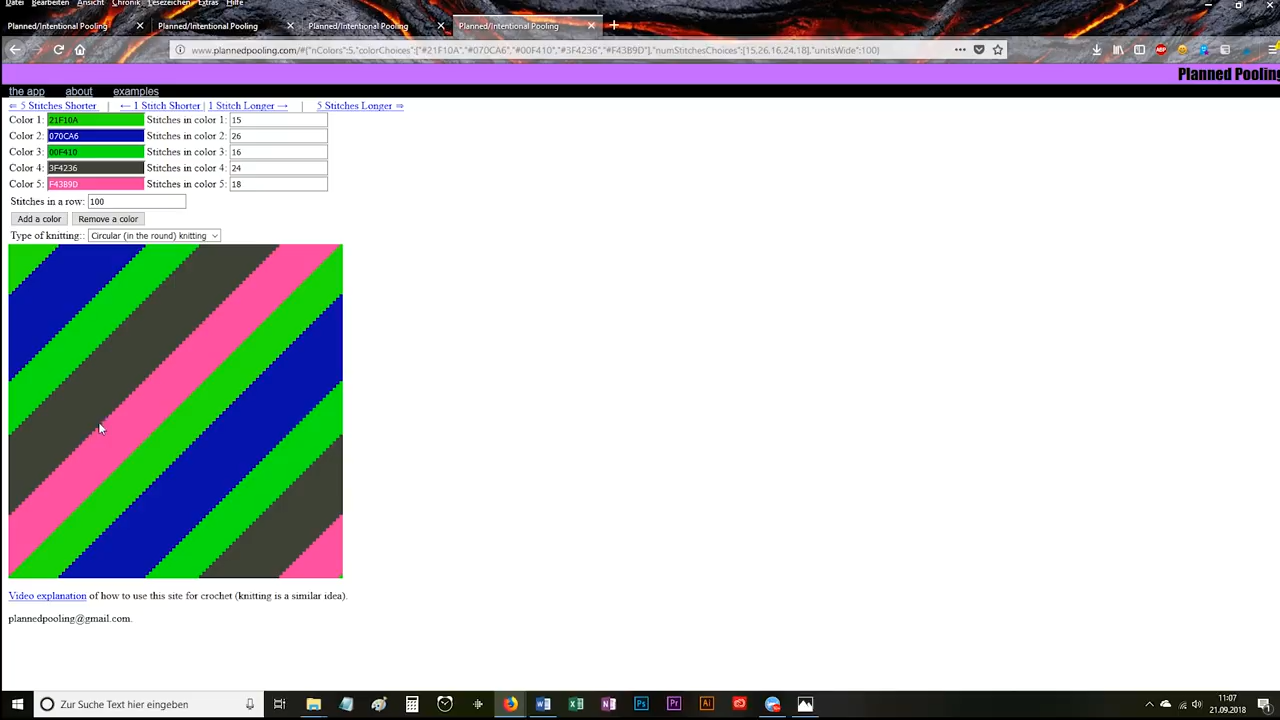 Datei Bearbeiten Ansicht Chronik Lesezeichen Extras Hilfe
Planned/Intentional Pooling Planned/Intentional Pooling Planned/Intentional Pooling Planned/Intentional Pooling
www.plannedpooling.com/#{"nColors":5,"colorChoices":["#21F10A","#070CA6","#00F410","#3F4236","#F43B9D"],"numStitchesChoices":[15,26,16,24,18],"unitsWide":100}
Planned Pooling
the app about examples
⇐ 5 Stitches Shorter | ← 1 Stitch Shorter | 1 Stitch Longer → | 5 Stitches Longer ⇒
Color 1: 21F10A Stitches in color 1: 15
Color 2: 070CA6 Stitches in color 2: 26
Color 3: 00F410 Stitches in color 3: 16
Color 4: 3F4236 Stitches in color 4: 24
Color 5: F43B9D Stitches in color 5: 18
Stitches in a row: 100
Add a color Remove a color
Type of knitting:: Circular (in the round) knitting
Video explanation of how to use this site for crochet (knitting is a similar idea).
plannedpooling@gmail.com.
Zur Suche Text hier eingeben
11:07
21.09.2018